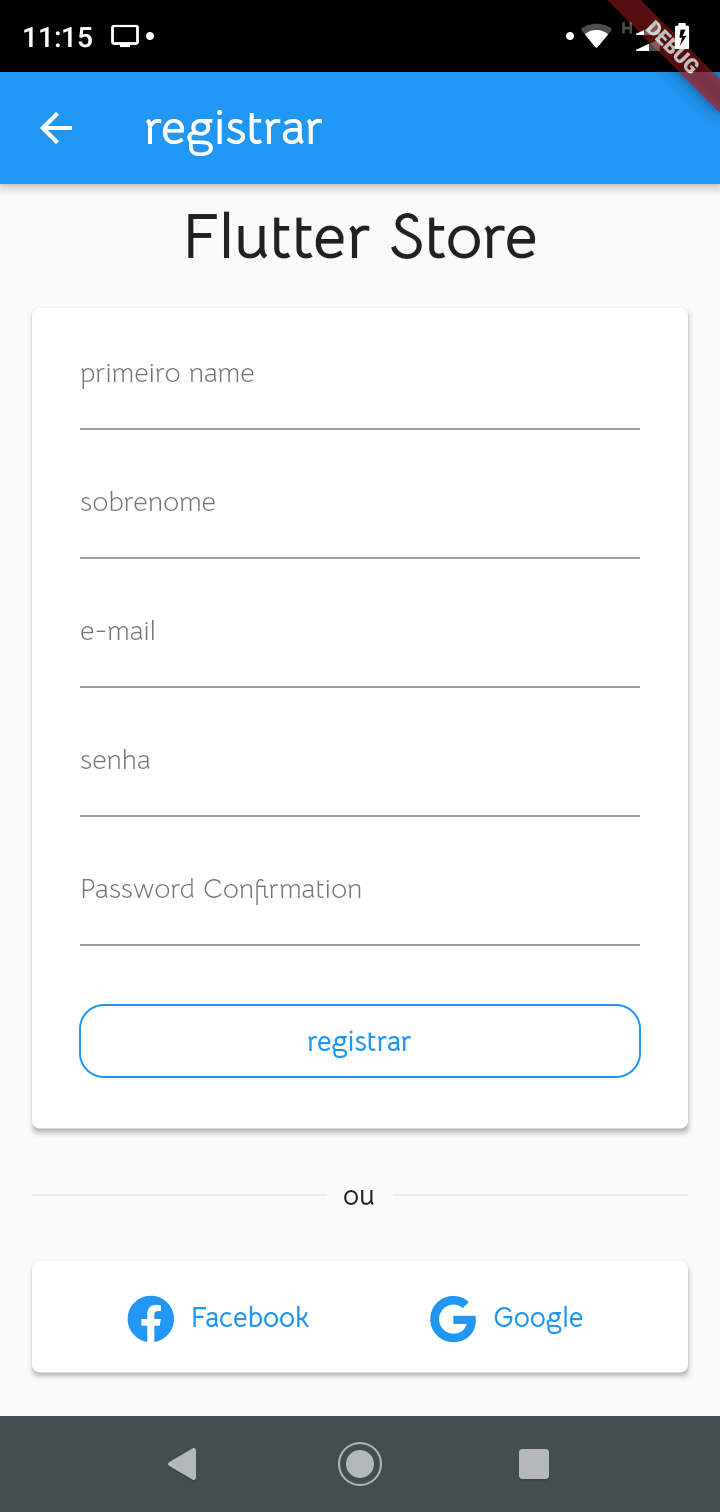 11:15
H
DEBUG
registrar
Flutter Store
primeiro name
sobrenome
e-mail
senha
Password Confirmation
registrar
ou
Facebook Google